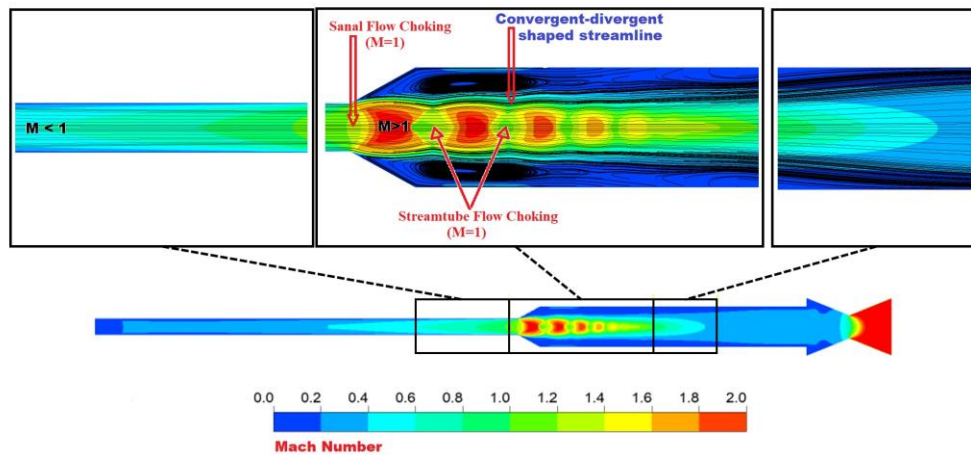 Sanal Flow Choking
(M=1)
Convergent-divergent
shaped streamline
M < 1
M>1
Streamtube Flow Choking
(M=1)
0.0 0.2 0.4 0.6 0.8 1.0 1.2 1.4 1.6 1.8 2.0
Mach Number